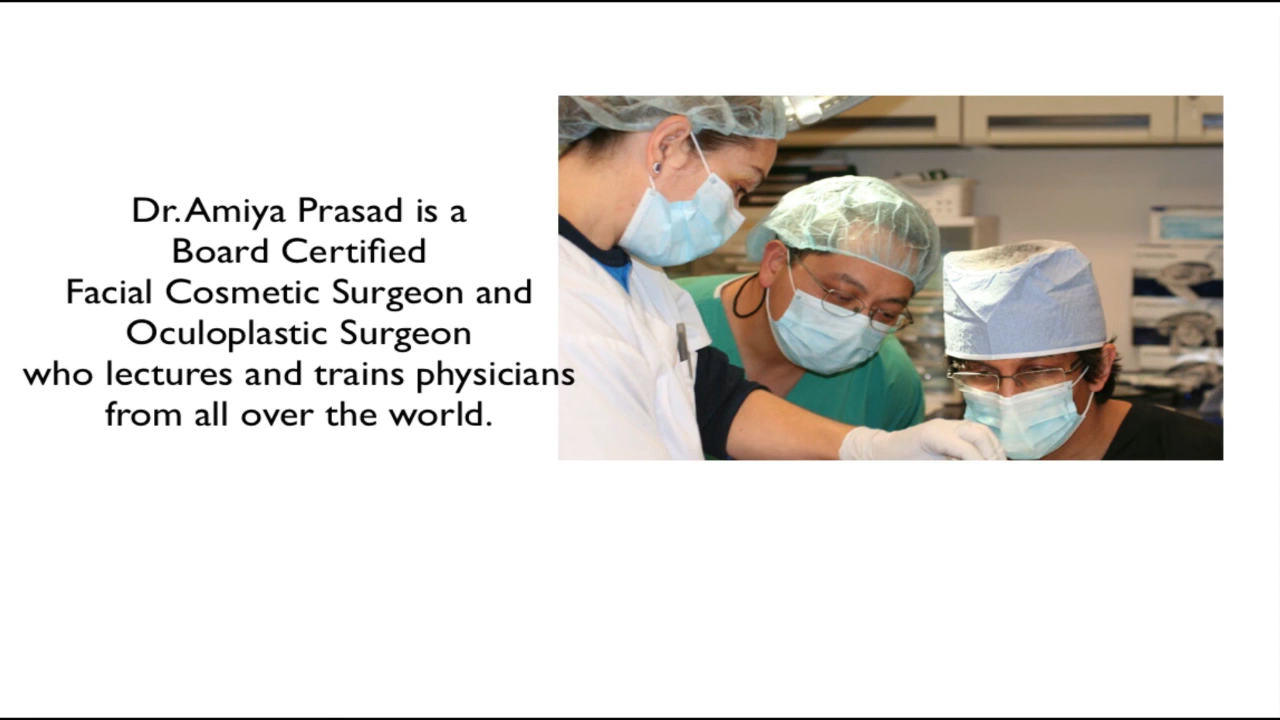 Dr. Amiya Prasad is a
Board Certified
Facial Cosmetic Surgeon and
Oculoplastic Surgeon
who lectures and trains physicians
from all over the world.